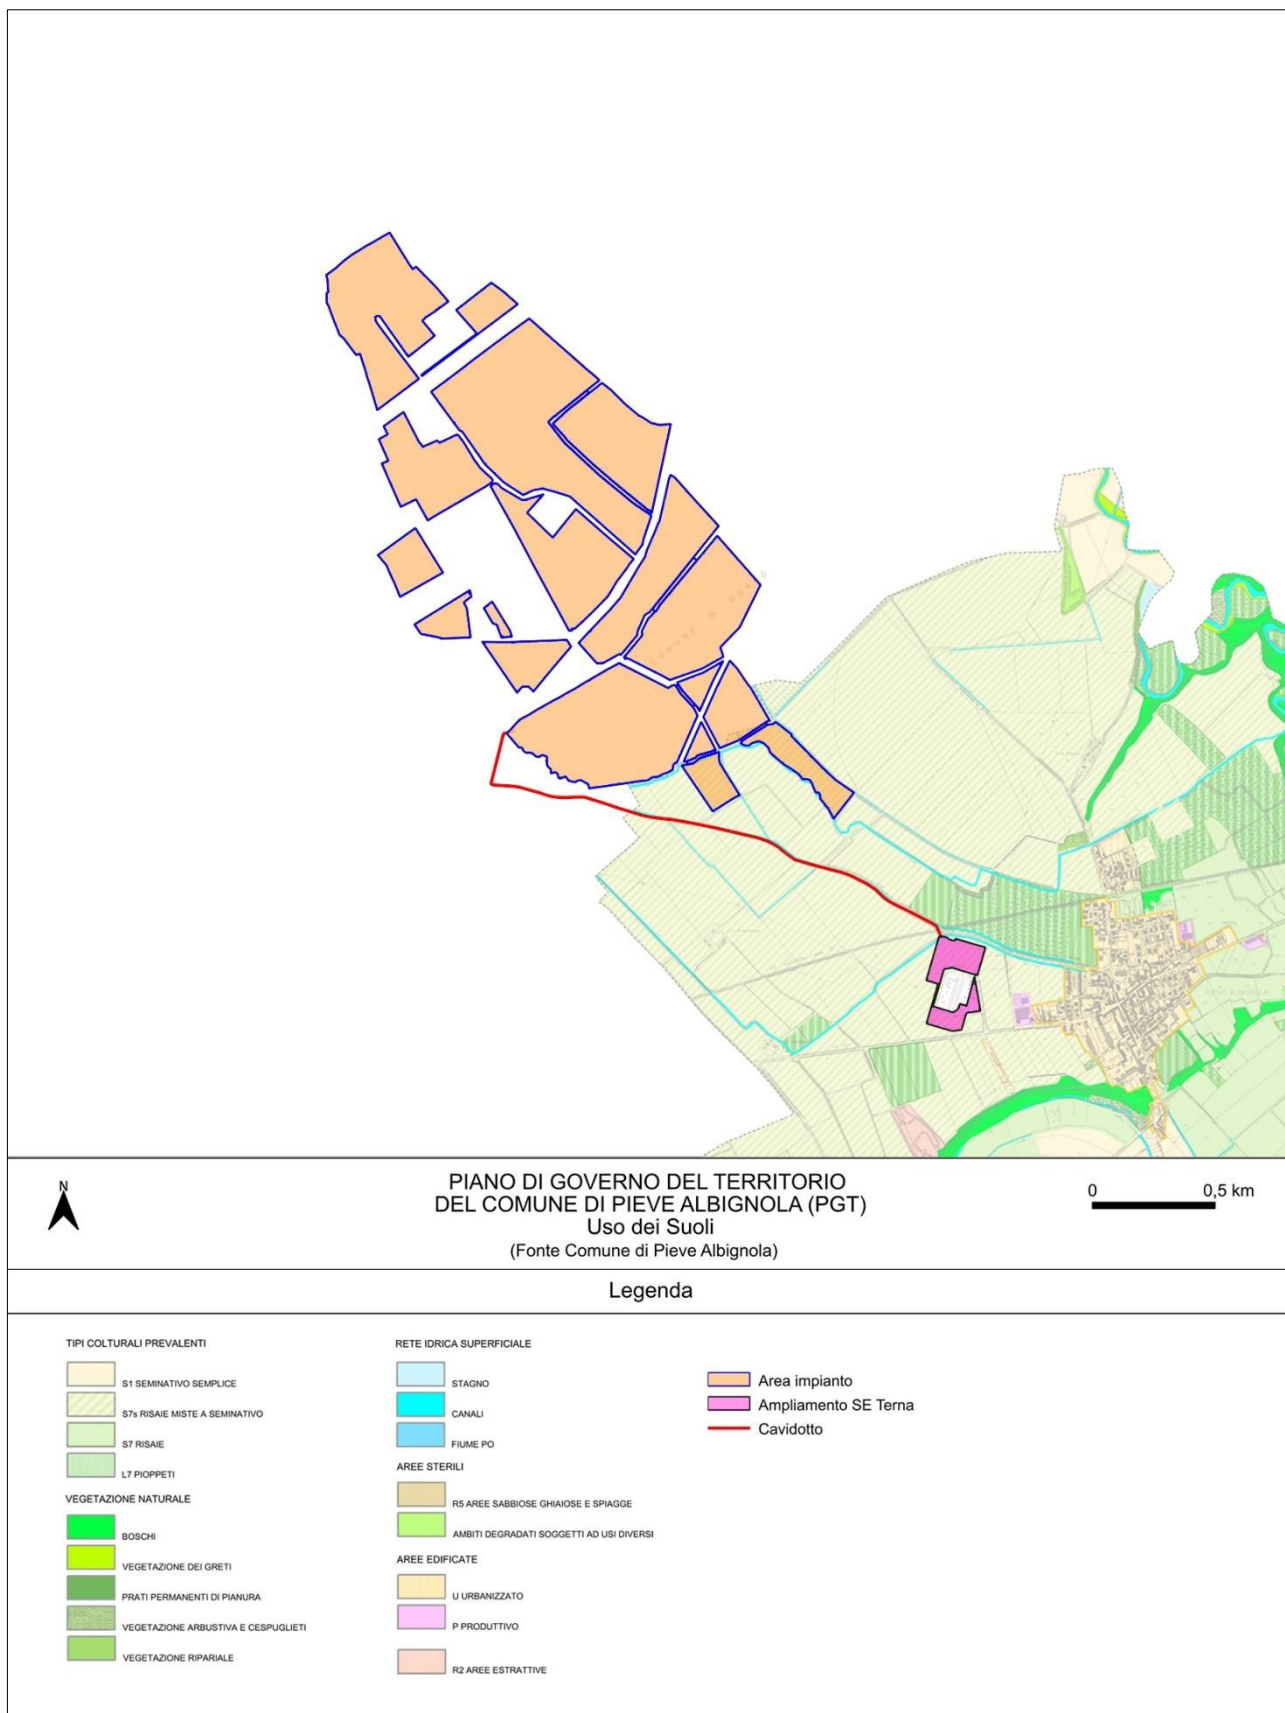 COMUNE D
PIEVE ALBIGNOLA
N
PIANO DI GOVERNO DEL TERRITORIO
DEL COMUNE DI PIEVE ALBIGNOLA (PGT)
Uso dei Suoli
(Fonte Comune di Pieve Albignola)
0 0,5 km
Legenda
TIPI COLTURALI PREVALENTI
S1 SEMINATIVO SEMPLICE
S7s RISAIE MISTE A SEMINATIVO
S7 RISAIE
L7 PIOPPETI
VEGETAZIONE NATURALE
BOSCHI
VEGETAZIONE DEI GRETI
PRATI PERMANENTI DI PIANURA
VEGETAZIONE ARBUSTIVA E CESPUGLIETI
VEGETAZIONE RIPARIALE
RETE IDRICA SUPERFICIALE
STAGNO
CANALI
FIUME PO
AREE STERILI
R5 AREE SABBIOSE GHIAIOSE E SPIAGGE
AMBITI DEGRADATI SOGGETTI AD USI DIVERSI
AREE EDIFICATE
U URBANIZZATO
P PRODUTTIVO
R2 AREE ESTRATTIVE
Area impianto
Ampliamento SE Terna
Cavidotto